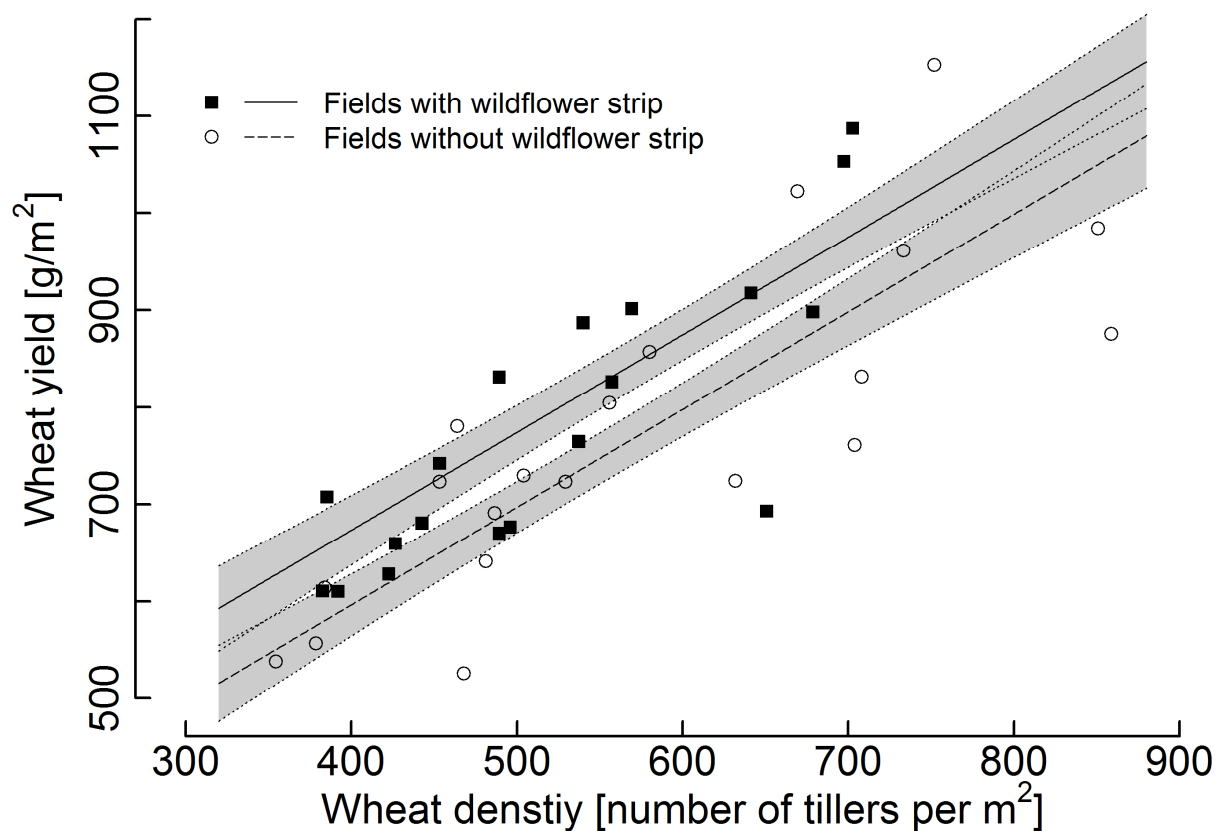 Fields with wildflower strip
Fields without wildflower strip
Wheat yield [g/m²]
1100
900
700
500
300 400 500 600 700 800 900
Wheat denstiy [number of tillers per m²]